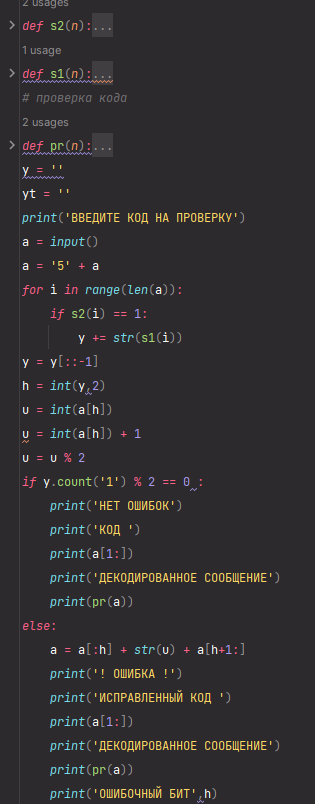 2 usages
def s2(n):...
1 usage
def s1(n):...
# проверка кода
2 usages
def pr(n):...
y = ''
yt = ''
print('ВВЕДИТЕ КОД НА ПРОВЕРКУ')
a = input()
a = '5' + a
for i in range(len(a)):
    if s2(i) == 1:
        y += str(s1(i))
y = y[::-1]
h = int(y,2)
u = int(a[h])
u = int(a[h]) + 1
u = u % 2
if y.count('1') % 2 == 0 :
    print('НЕТ ОШИБОК')
    print('КОД ')
    print(a[1:])
    print('ДЕКОДИРОВАННОЕ СООБЩЕНИЕ')
    print(pr(a))
else:
    a = a[:h] + str(u) + a[h+1:]
    print('! ОШИБКА !')
    print('ИСПРАВЛЕННЫЙ КОД ')
    print(a[1:])
    print('ДЕКОДИРОВАННОЕ СООБЩЕНИЕ')
    print(pr(a))
    print('ОШИБОЧНЫЙ БИТ',h)